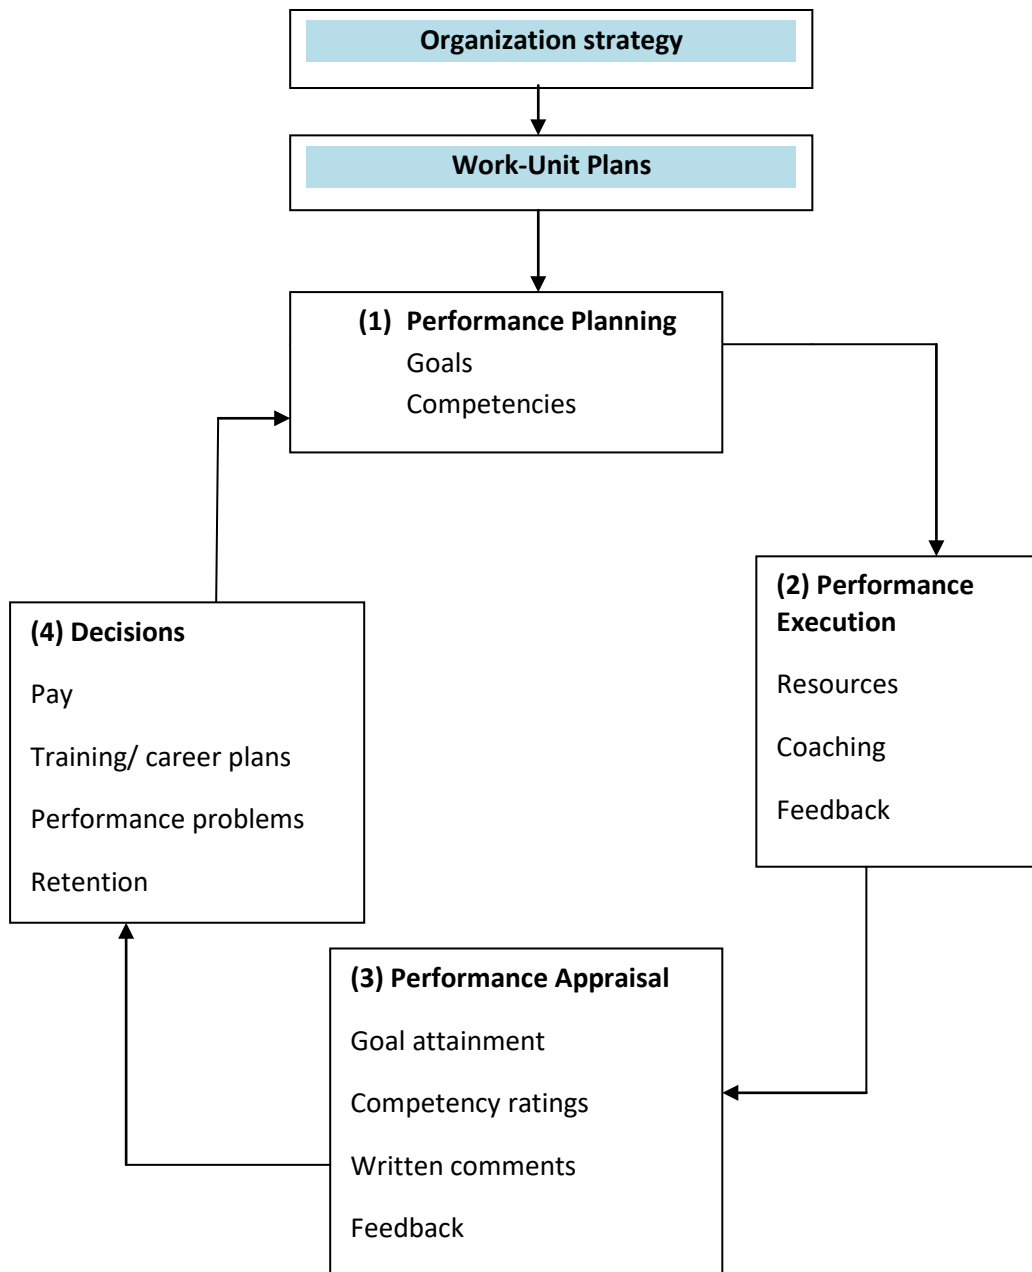 Organization strategy
Work-Unit Plans
(1) Performance Planning
Goals
Competencies
(2) Performance
Execution
Resources
Coaching
Feedback
(3) Performance Appraisal
Goal attainment
Competency ratings
Written comments
Feedback
(4) Decisions
Pay
Training/ career plans
Performance problems
Retention